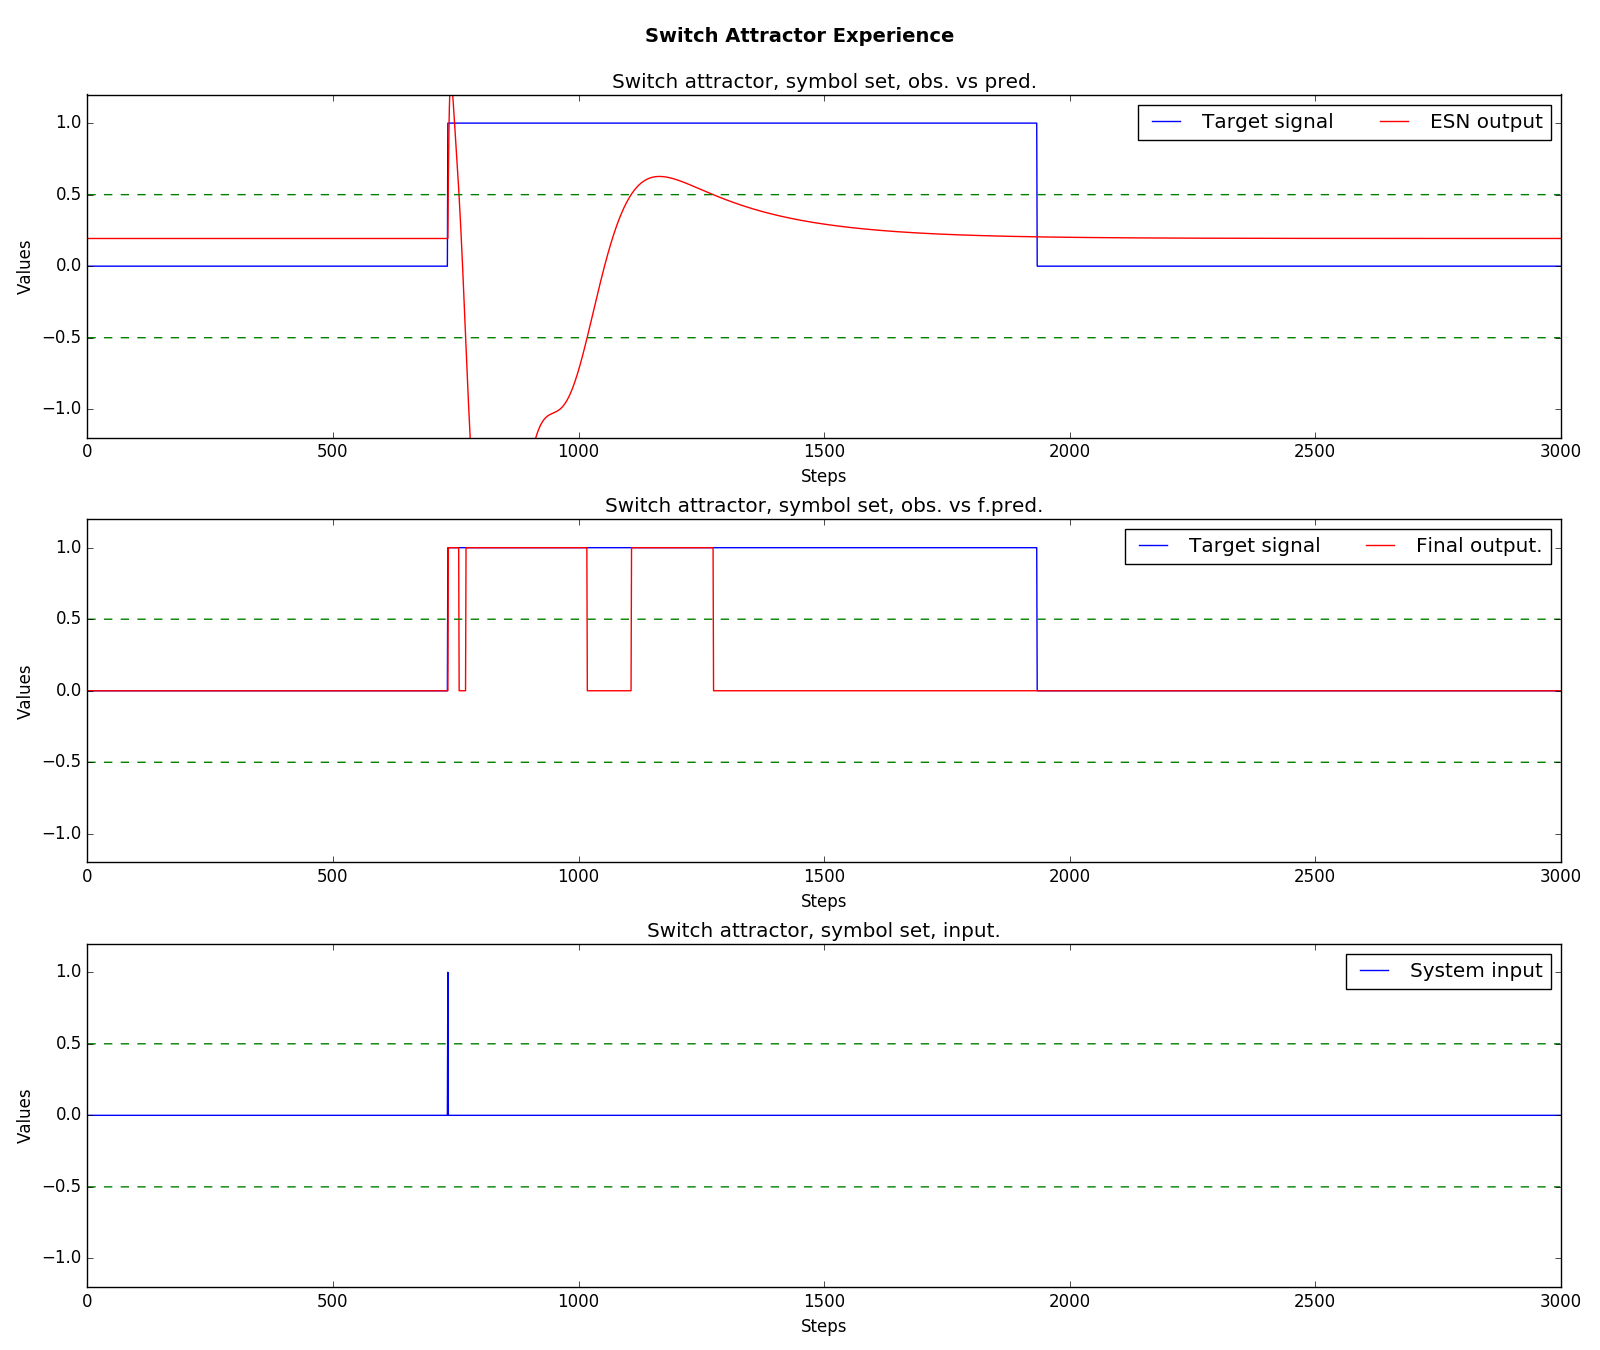 Switch Attractor Experience
Switch attractor, symbol set, obs. vs pred.
Target signal ESN output
1.0
0.5
0.0
−0.5
−1.0
Values
0 500 1000 1500 2000 2500 3000
Steps
Switch attractor, symbol set, obs. vs f.pred.
Target signal Final output.
1.0
0.5
0.0
−0.5
−1.0
Values
0 500 1000 1500 2000 2500 3000
Steps
Switch attractor, symbol set, input.
System input
1.0
0.5
0.0
−0.5
−1.0
Values
0 500 1000 1500 2000 2500 3000
Steps